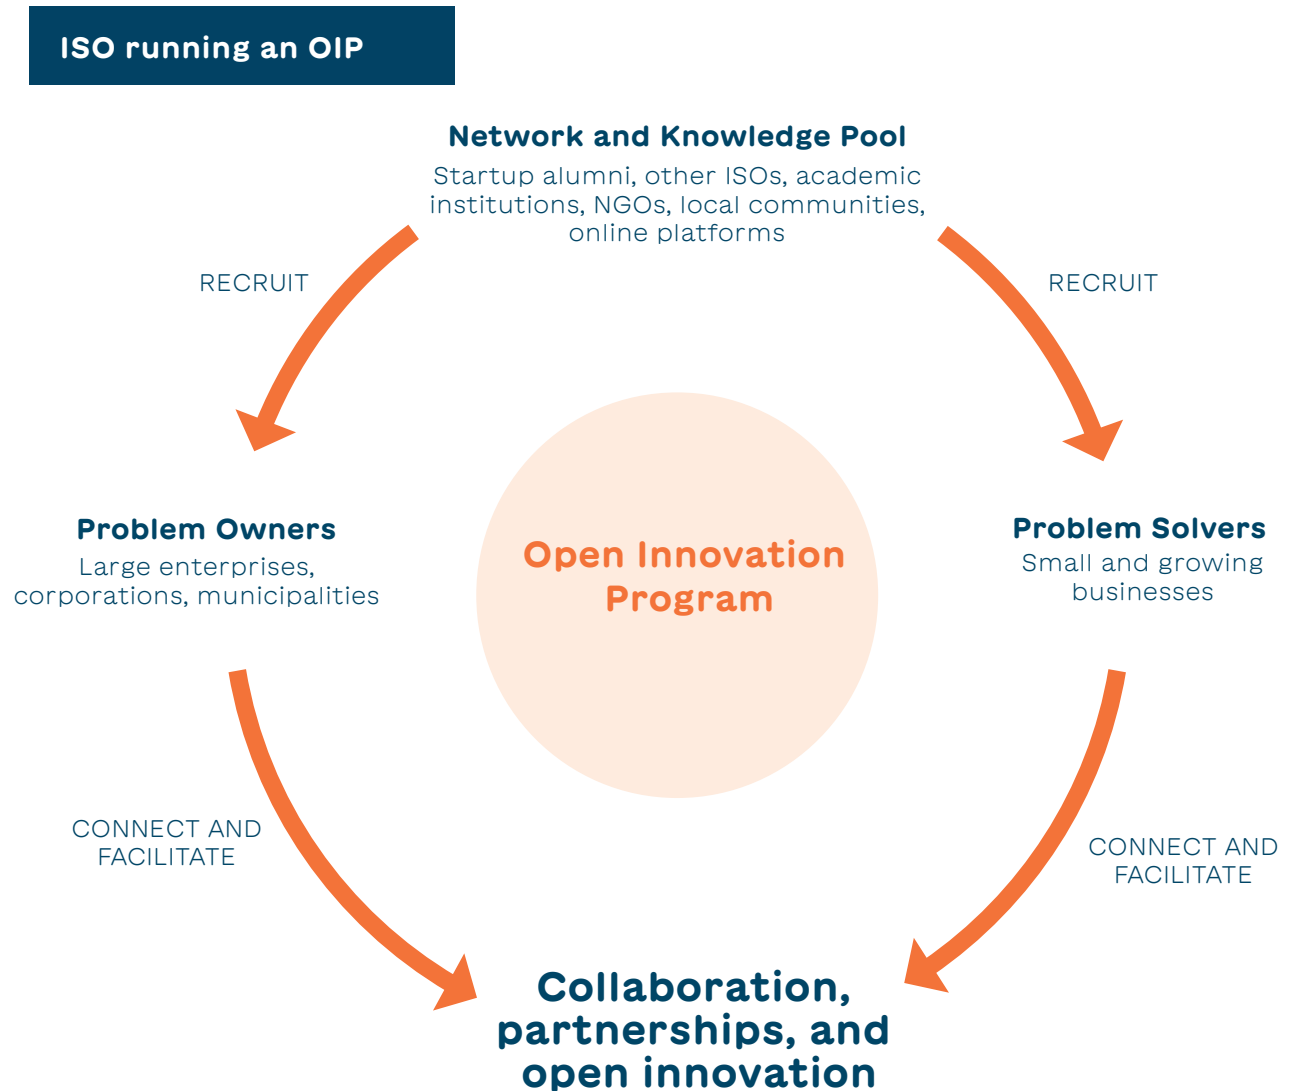 ISO running an OIP
Network and Knowledge Pool
Startup alumni, other ISOs, academic
institutions, NGOs, local communities,
online platforms
RECRUIT
RECRUIT
Problem Owners
Large enterprises,
corporations, municipalities
Open Innovation
Program
Problem Solvers
Small and growing
businesses
CONNECT AND
FACILITATE
CONNECT AND
FACILITATE
Collaboration,
partnerships, and
open innovation